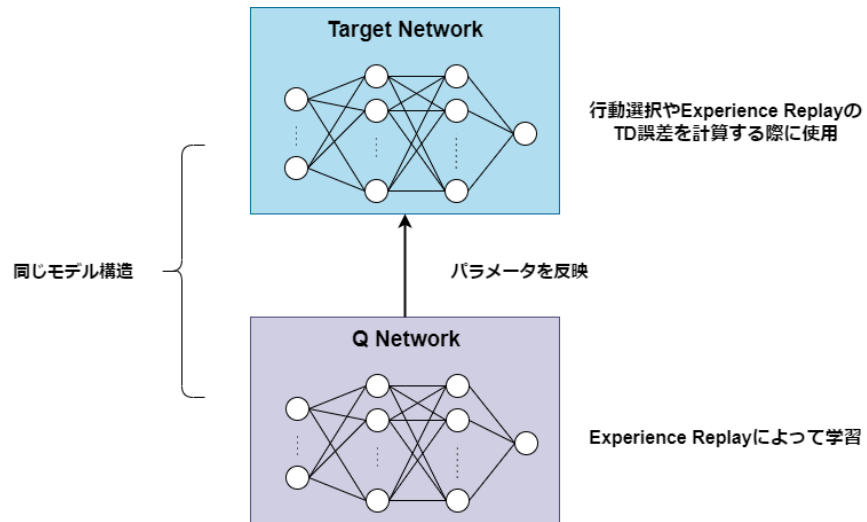 Target Network
行動選択やExperience Replayの
TD誤差を計算する際に使用
同じモデル構造
パラメータを反映
Q Network
Experience Replayによって学習